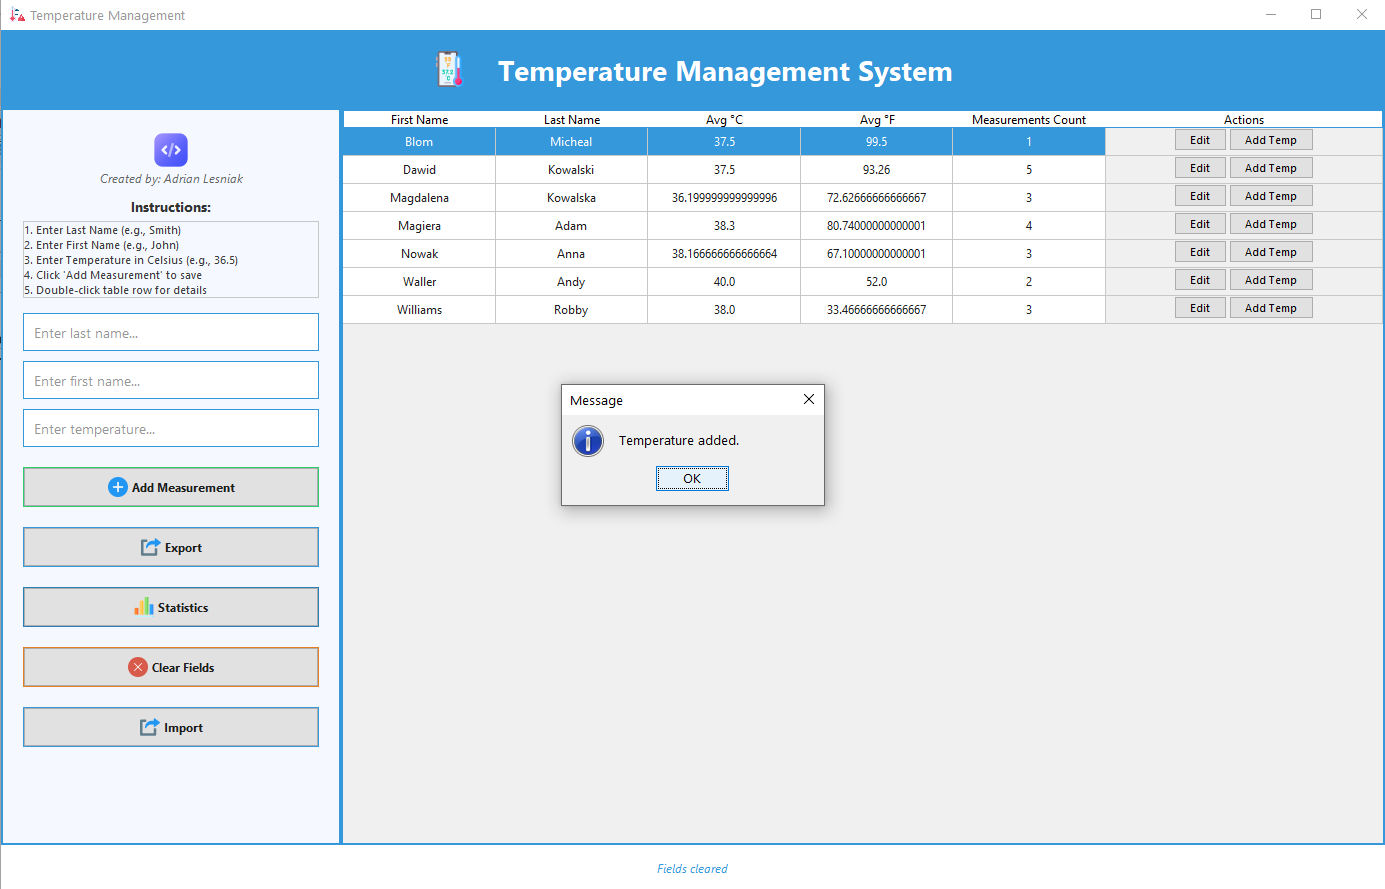 Temperature Management
Temperature Management System
Created by: Adrian Lesniak
Instructions:
1. Enter Last Name (e.g., Smith)
2. Enter First Name (e.g., John)
3. Enter Temperature in Celsius (e.g., 36.5)
4. Click 'Add Measurement' to save
5. Double-click table row for details
Enter last name...
Enter first name...
Enter temperature...
Add Measurement
Export
Statistics
Clear Fields
Import
First Name Last Name Avg °C Avg °F Measurements Count Actions
Blom Micheal 37.5 99.5 1 Edit Add Temp
Dawid Kowalski 37.5 93.26 5 Edit Add Temp
Magdalena Kowalska 36.199999999999996 72.62666666666667 3 Edit Add Temp
Magiera Adam 38.3 80.74000000000001 4 Edit Add Temp
Nowak Anna 38.166666666666664 67.10000000000001 3 Edit Add Temp
Waller Andy 40.0 52.0 2 Edit Add Temp
Williams Robby 38.0 33.46666666666667 3 Edit Add Temp
Message
Temperature added.
OK
Fields cleared